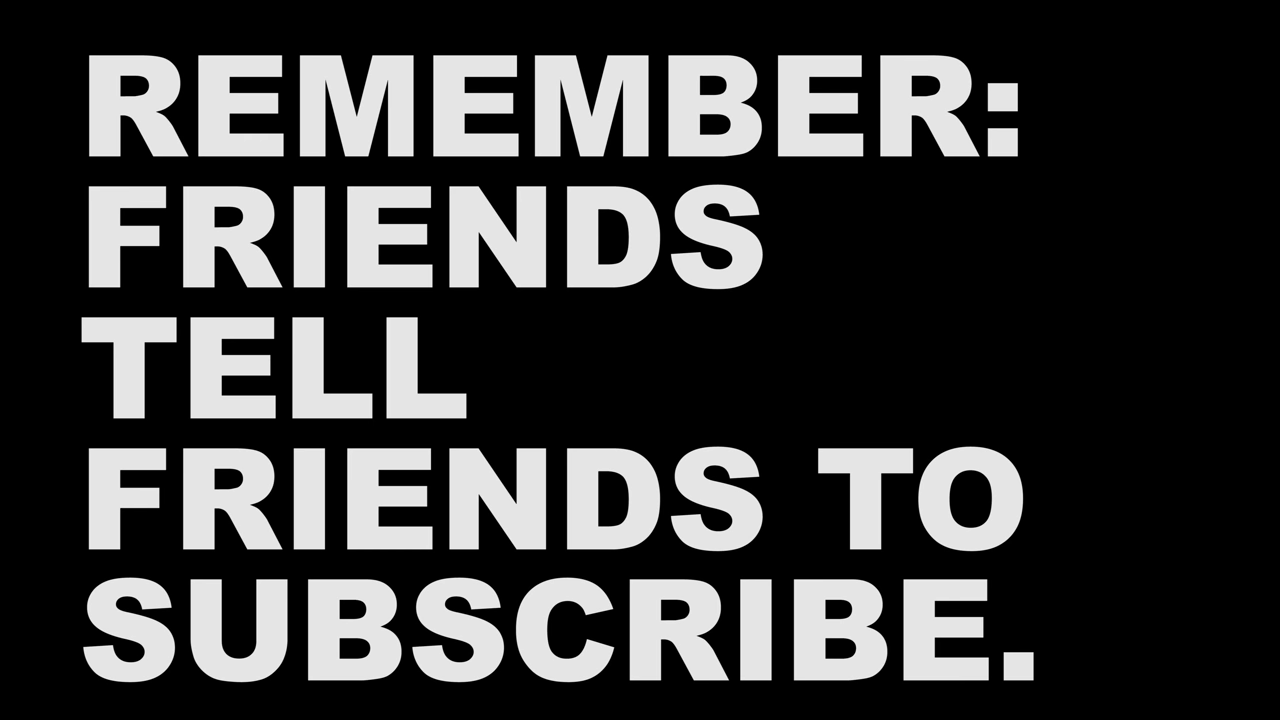 REMEMBER:
FRIENDS
TELL
FRIENDS TO
SUBSCRIBE.